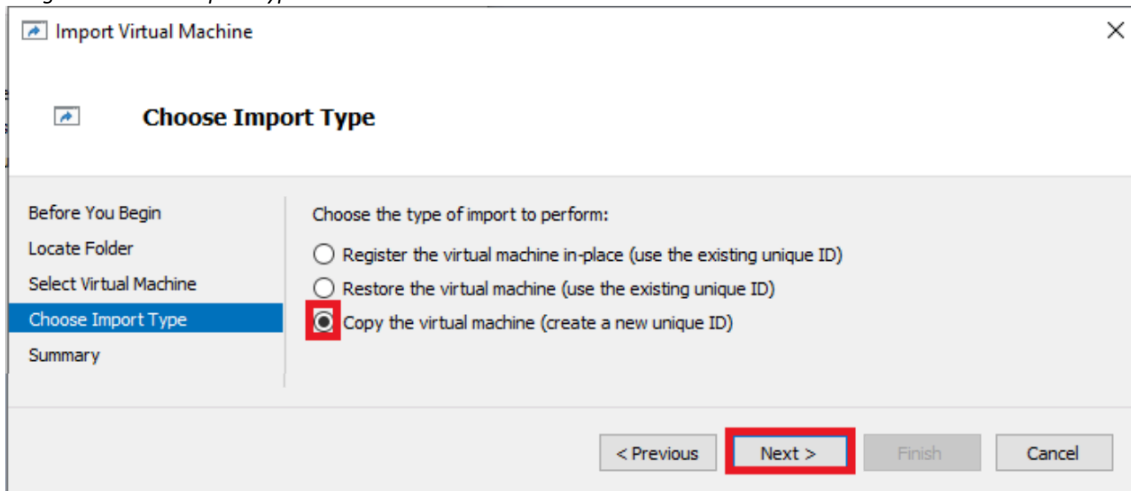 Import Virtual Machine
Choose Import Type
Before You Begin
Locate Folder
Select Virtual Machine
Choose Import Type
Summary
Choose the type of import to perform:
Register the virtual machine in-place (use the existing unique ID)
Restore the virtual machine (use the existing unique ID)
Copy the virtual machine (create a new unique ID)
< Previous
Next >
Finish
Cancel